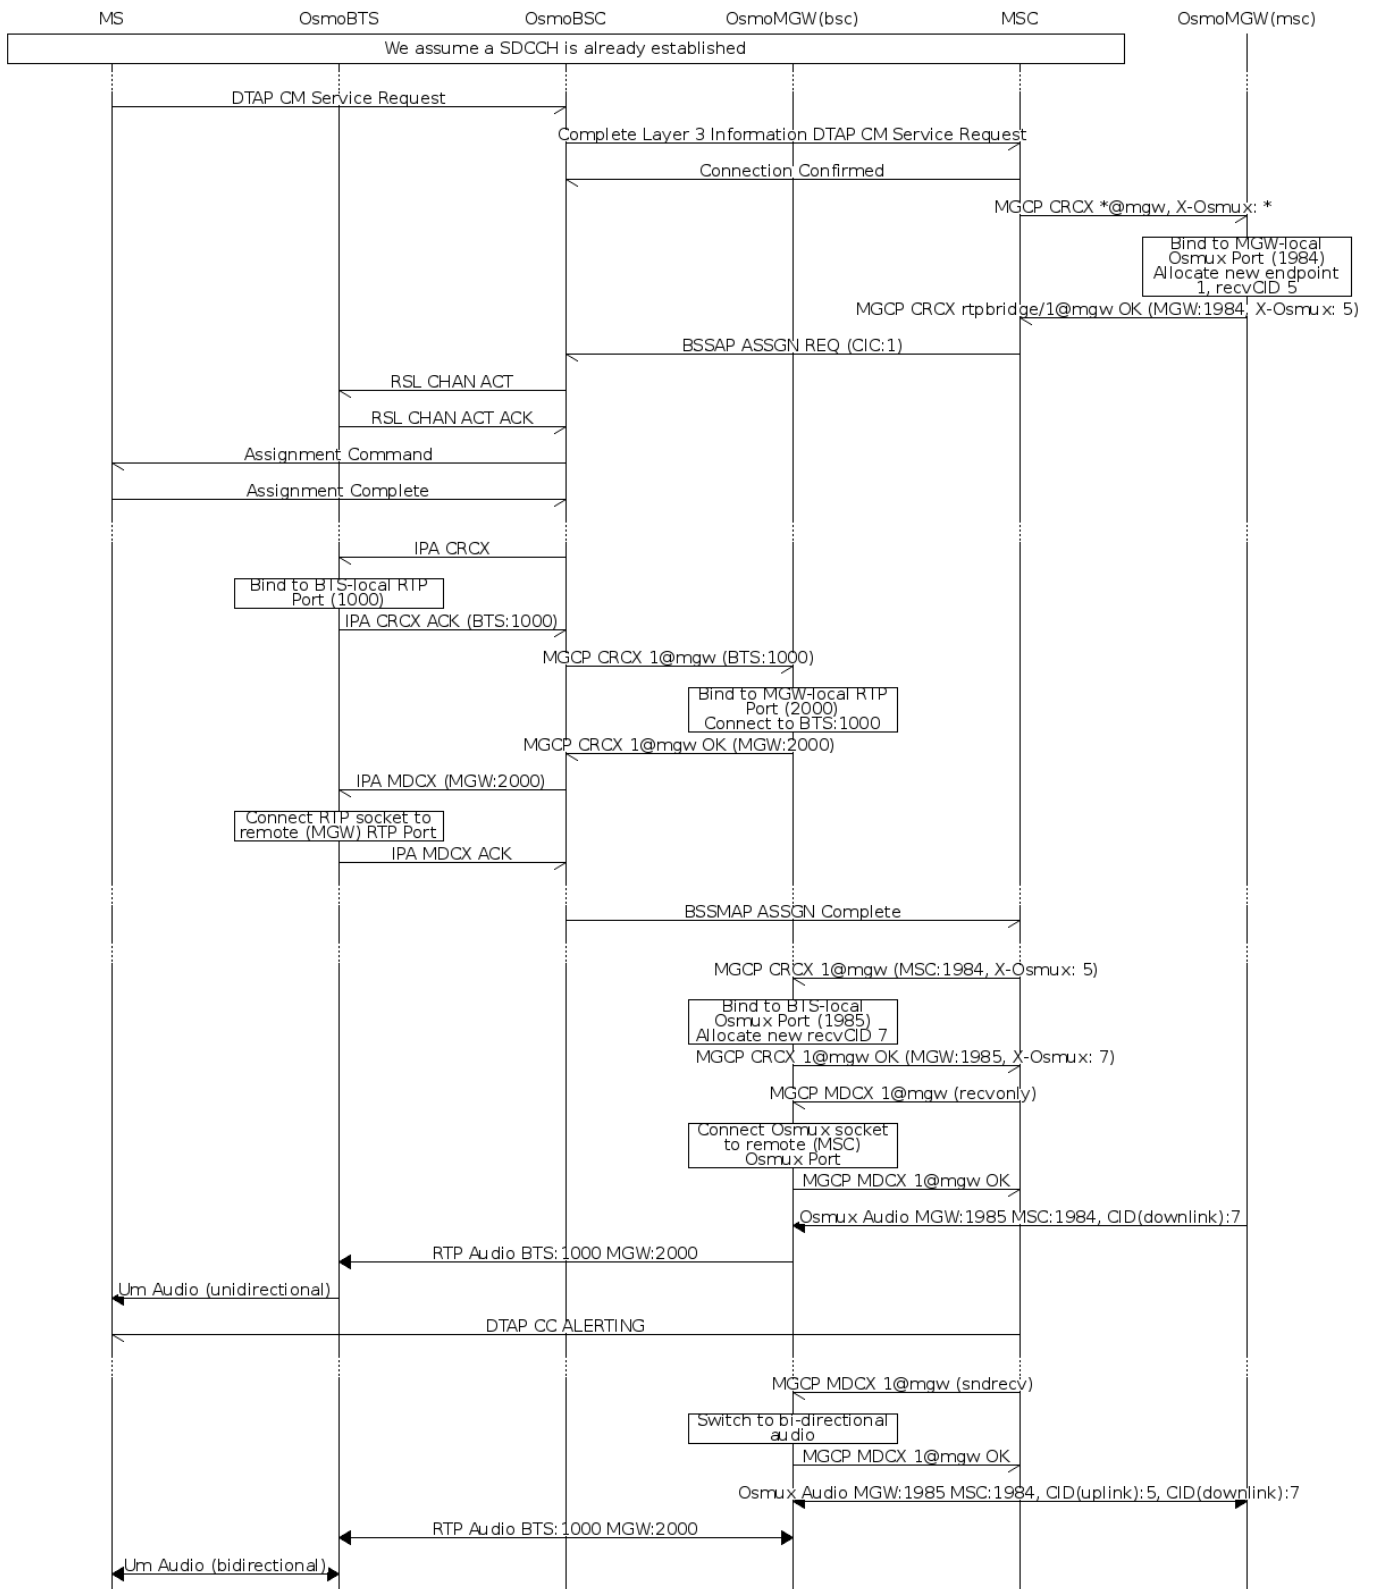 MS OsmoBTS OsmoBSC OsmoMGW(bsc) MSC OsmoMGW(msc)
We assume a SDCCH is already established
DTAP CM Service Request
Complete Layer 3 Information DTAP CM Service Request
Connection Confirmed
MGCP CRCX *@mgw, X-Osmux: *
Bind to MGW-local
Osmux Port (1984)
Allocate new endpoint
1, recvCID 5
MGCP CRCX rtpbridge/1@mgw OK (MGW:1984, X-Osmux: 5)
BSSAP ASSGN REQ (CIC:1)
RSL CHAN ACT
RSL CHAN ACT ACK
Assignment Command
Assignment Complete
IPA CRCX
Bind to BTS-local RTP
Port (1000)
IPA CRCX ACK (BTS:1000)
MGCP CRCX 1@mgw (BTS:1000)
Bind to MGW-local RTP
Port (2000)
Connect to BTS:1000
MGCP CRCX 1@mgw OK (MGW:2000)
IPA MDCX (MGW:2000)
Connect RTP socket to
remote (MGW) RTP Port
IPA MDCX ACK
BSSMAP ASSGN Complete
MGCP CRCX 1@mgw (MSC:1984, X-Osmux: 5)
Bind to BTS-local
Osmux Port (1985)
Allocate new recvCID 7
MGCP CRCX 1@mgw OK (MGW:1985, X-Osmux: 7)
MGCP MDCX 1@mgw (recvonly)
Connect Osmux socket
to remote (MSC)
Osmux Port
MGCP MDCX 1@mgw OK
Osmux Audio MGW:1985 MSC:1984, CID(downlink):7
RTP Audio BTS:1000 MGW:2000
Um Audio (unidirectional)
DTAP CC ALERTING
MGCP MDCX 1@mgw (sndrecv)
Switch to bi-directional
audio
MGCP MDCX 1@mgw OK
Osmux Audio MGW:1985 MSC:1984, CID(uplink):5, CID(downlink):7
RTP Audio BTS:1000 MGW:2000
Um Audio (bidirectional)